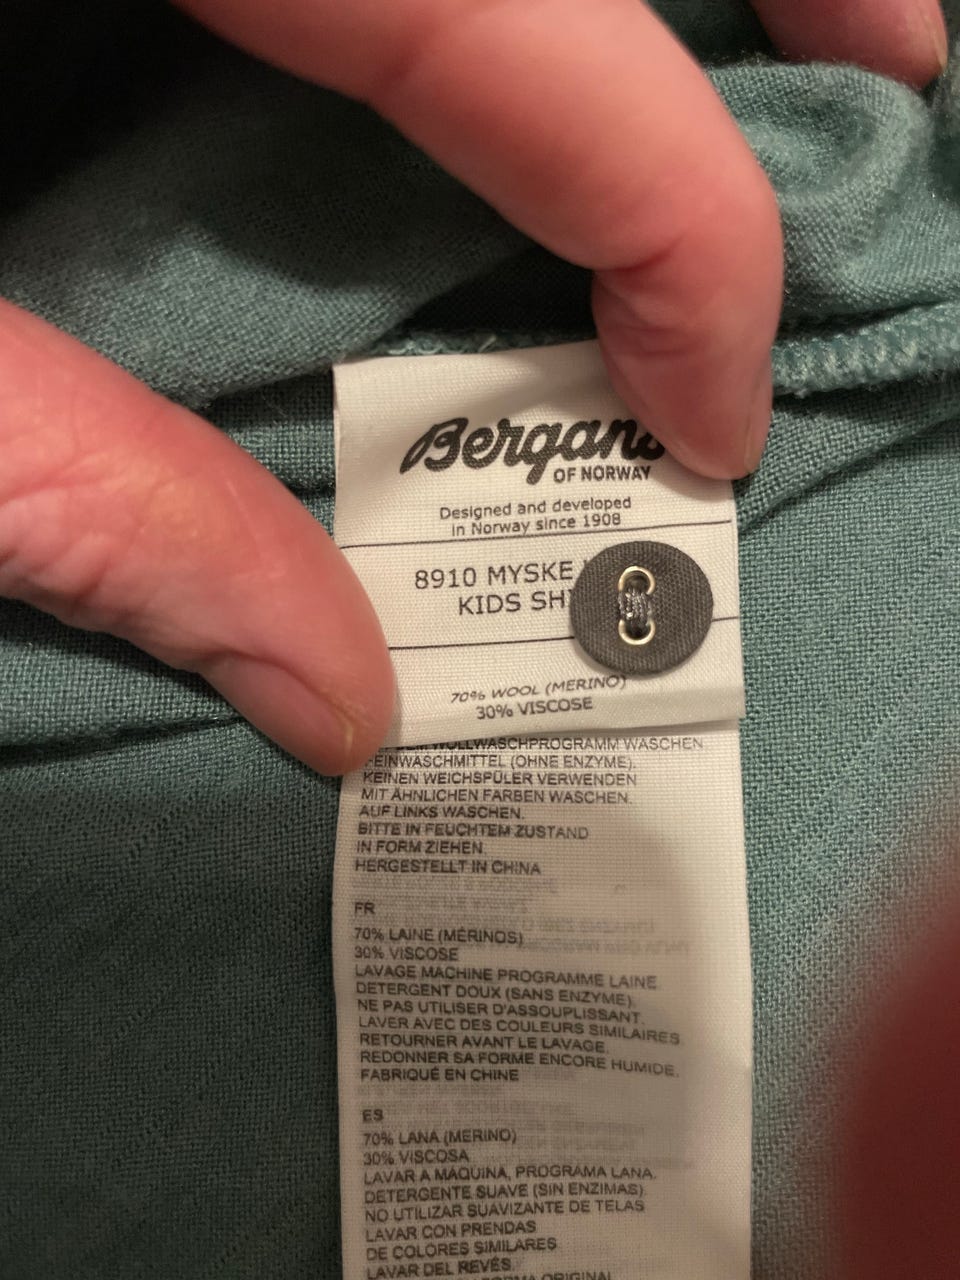 Bergans
OF NORWAY
Designed and developed
in Norway since 1908
8910 MYSKE
KIDS
70% WOOL (MERINO)
30% VISCOSE
WOLLWASCHPROGRAMM WASCHEN
FEINWASCHMITTEL (OHNE ENZYME).
KEINEN WEICHSPÜLER VERWENDEN
MIT ÄHNLICHEN FARBEN WASCHEN.
AUF LINKS WASCHEN.
BITTE IN FEUCHTEM ZUSTAND
IN FORM ZIEHEN.
HERGESTELLT IN CHINA
FR
70% LAINE (MÉRINOS)
30% VISCOSE
LAVAGE MACHINE PROGRAMME LAINE.
DETERGENT DOUX (SANS ENZYME).
NE PAS UTILISER D'ASSOUPLISSANT.
LAVER AVEC DES COULEURS SIMILAIRES.
RETOURNER AVANT LE LAVAGE.
REDONNER SA FORME ENCORE HUMIDE.
FABRIQUÉ EN CHINE
ES
70% LANA (MERINO)
30% VISCOSA
LAVAR A MÁQUINA, PROGRAMA LANA.
DETERGENTE SUAVE (SIN ENZIMAS).
NO UTILIZAR SUAVIZANTE DE TELAS
LAVAR CON PRENDAS
DE COLORES SIMILARES
LAVAR DEL REVÉS.
FORMA ORIGINAL